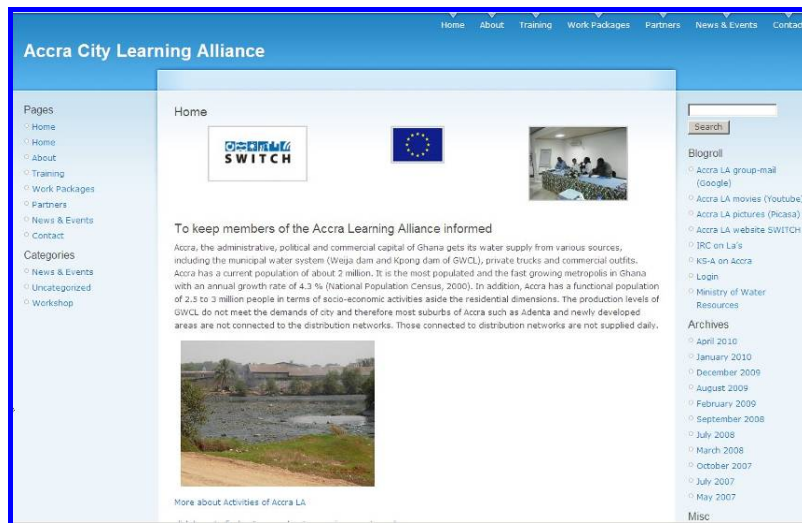 Home About Training Work Packages Partners News & Events Contac
Accra City Learning Alliance
Pages
Home
Home
About
Training
Work Packages
Partners
News & Events
Contact
Categories
News & Events
Uncategorized
Workshop
Home
SWITCH
To keep members of the Accra Learning Alliance informed
Accra, the administrative, political and commercial capital of Ghana gets its water supply from various sources,
including the municipal water system (Weija dam and Kpong dam of GWCL), private trucks and commercial outfits.
Accra has a current population of about 2 million. It is the most populated and the fast growing metropolis in Ghana
with an annual growth rate of 4.3 % (National Population Census, 2000). In addition, Accra has a functional population
of 2.5 to 3 million people in terms of socio-economic activities aside the residential dimensions. The production levels of
GWCL do not meet the demands of city and therefore most suburbs of Accra such as Adenta and newly developed
areas are not connected to the distribution networks. Those connected to distribution networks are not supplied daily.
More about Activities of Accra LA
Search
Blogroll
Accra LA group-mail
(Google)
Accra LA movies (Youtube)
Accra LA pictures (Picasa)
Accra LA website SWITCH
IRC on La's
KS-A on Accra
Login
Ministry of Water
Resources
Archives
April 2010
January 2010
December 2009
August 2009
February 2009
September 2008
July 2008
March 2008
October 2007
July 2007
May 2007
Misc